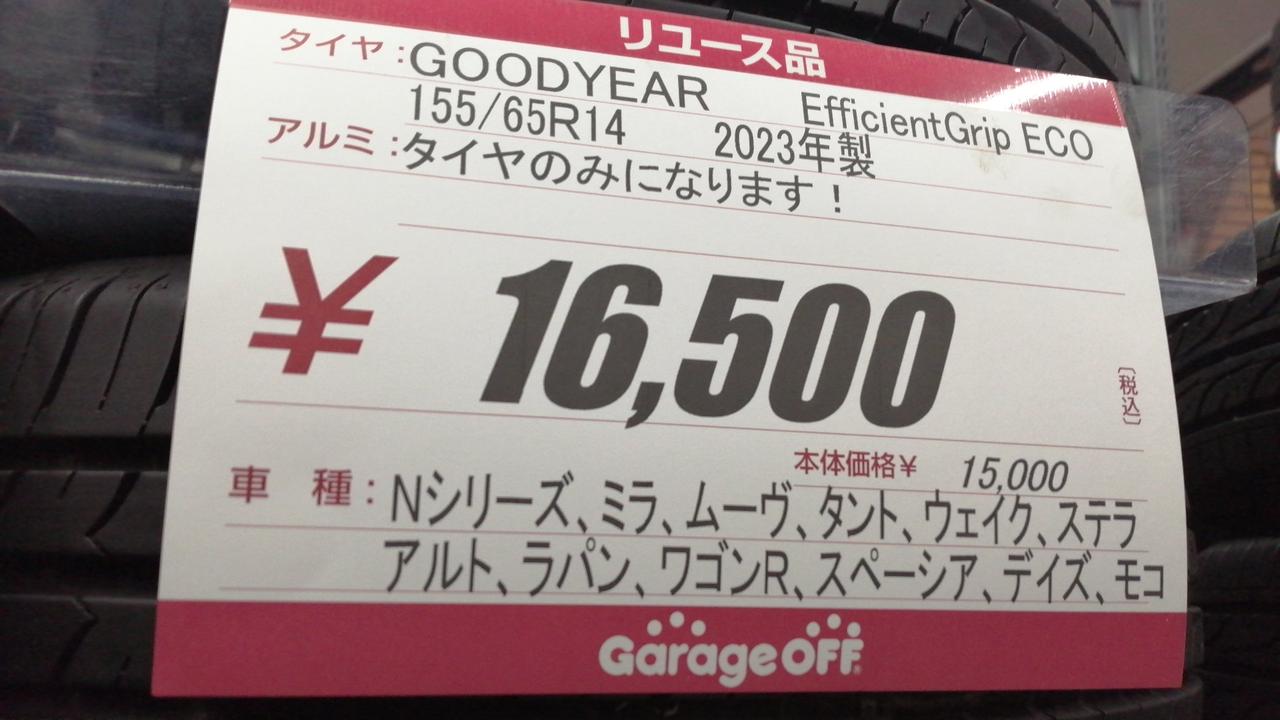 リユース品
タイヤ：GOODYEAR EfficientGrip ECO
155/65R14 2023年製
アルミ：タイヤのみになります！
¥ 16,500
〔税込〕
本体価格¥ 15,000
車 種：Nシリーズ、ミラ、ムーヴ、タント、ウェイク、ステラ
アルト、ラパン、ワゴンR、スペーシア、デイズ、モコ
GarageOFF